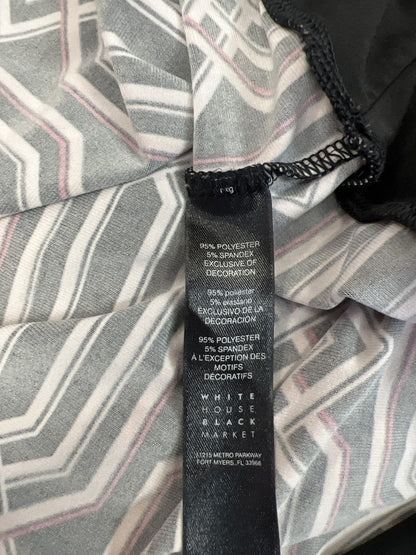 95% POLYESTER
5% SPANDEX
EXCLUSIVE OF
DECORATION
95% poliéster
5% elastano
EXCLUSIVO DE LA
DECORACIÓN
95% POLYESTER
5% SPANDEX
À L'EXCEPTION DES
MOTIFS
DÉCORATIFS
WHITE
HOUSE
BLACK
MARKET
11215 METRO PARKWAY
FORT MYERS, FL 33966